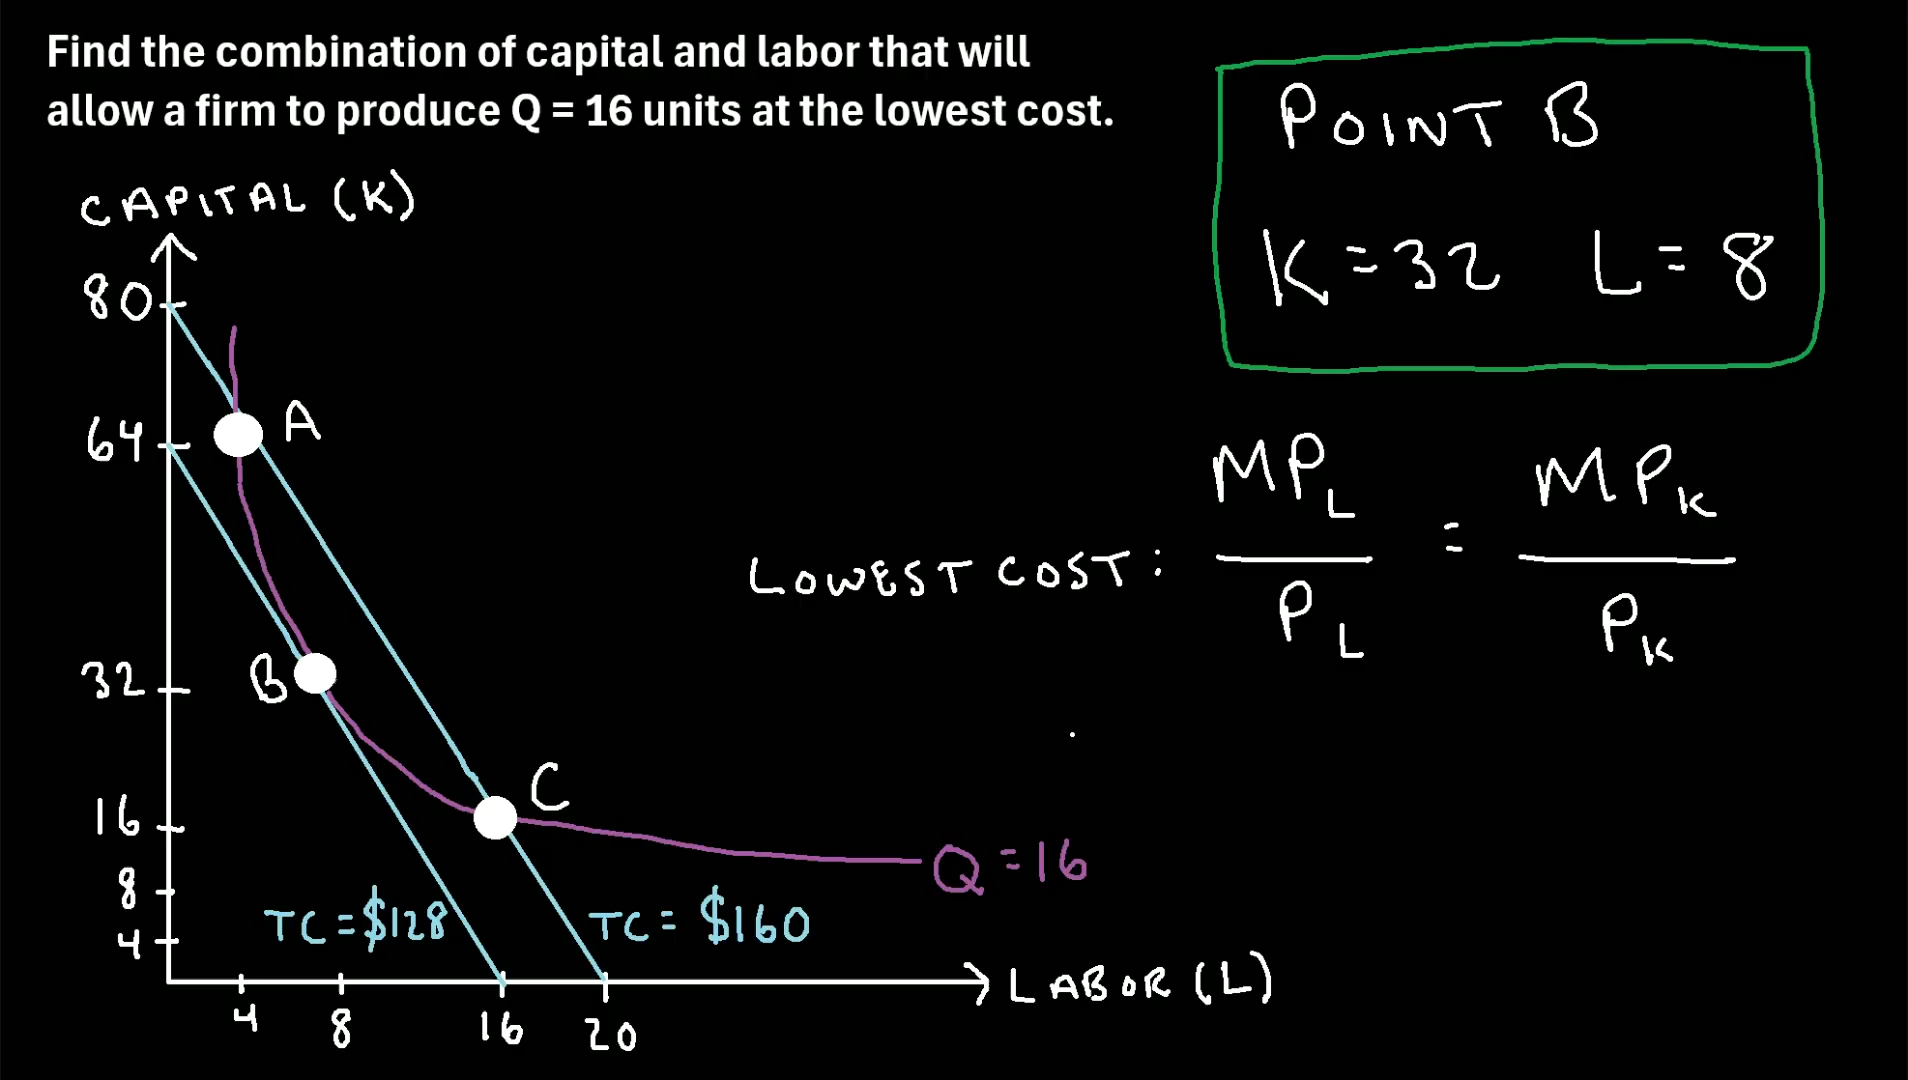 Find the combination of capital and labor that will
allow a firm to produce Q = 16 units at the lowest cost.
POINT B
K = 32 L = 8
CAPITAL (K)
80
64
32
16
8
4
A
B
C
MPL = MPK
LOWEST COST:
PL PK
Q = 16
TC = $128 TC = $160
LABOR (L)
4 8 16 20